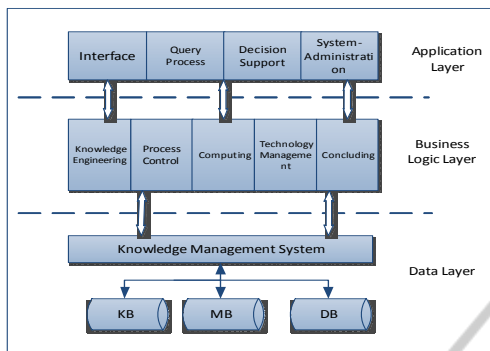 Interface
Query
Process
Decision
Support
System-
Administrati
on
Application
Layer
Knowledge
Engineering
Process
Control
Computing
Technology
Manageme
nt
Concluding
Business
Logic Layer
Knowledge Management System
Data Layer
KB
MB
DB